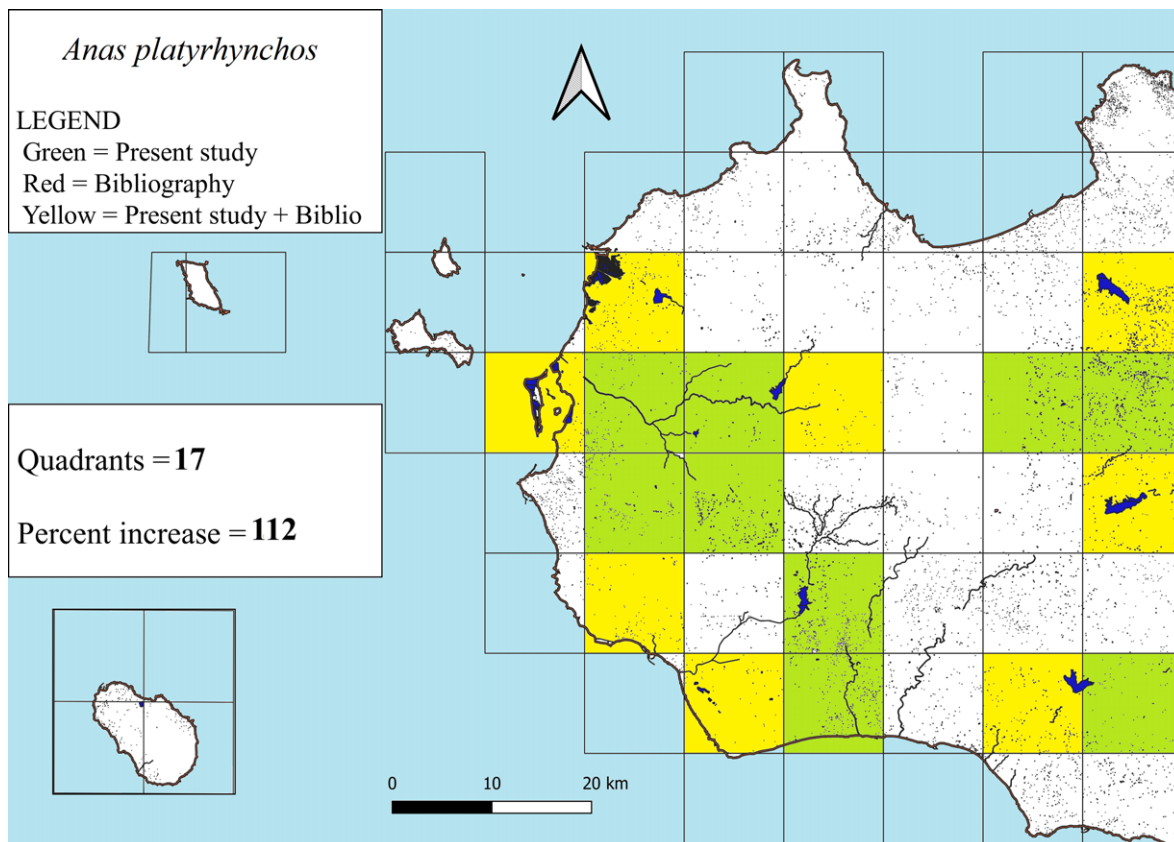 Anas platyrhynchos
LEGEND
Green = Present study
Red = Bibliography
Yellow = Present study + Biblio
Quadrants = 17
Percent increase = 112
0 10 20 km